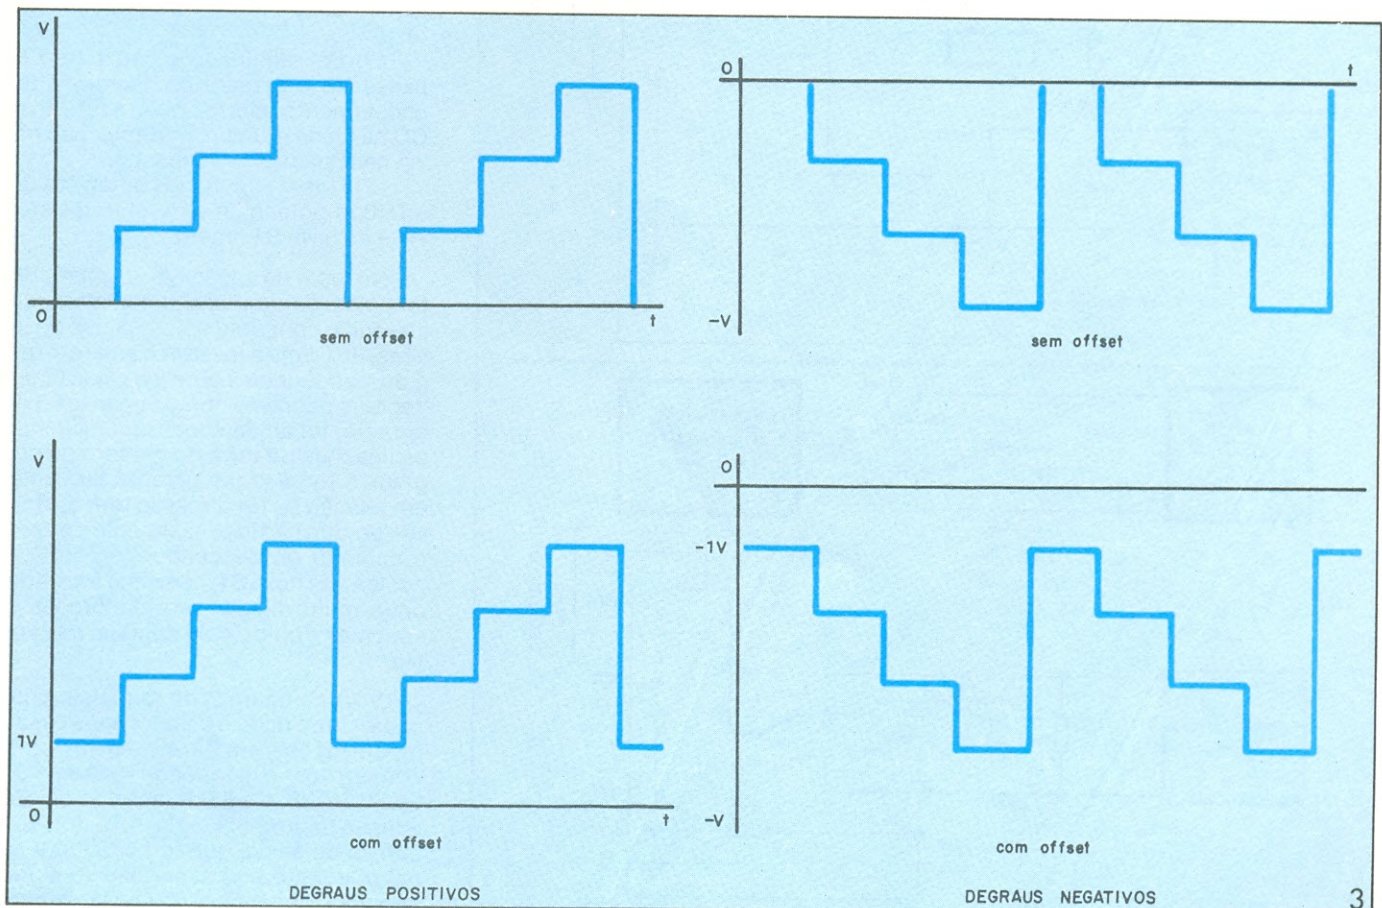 V
0
t
sem offset
0
t
-V
sem offset
V
1V
0
t
com offset
0
-1V
-V
com offset
DEGRAUS POSITIVOS
DEGRAUS NEGATIVOS
3